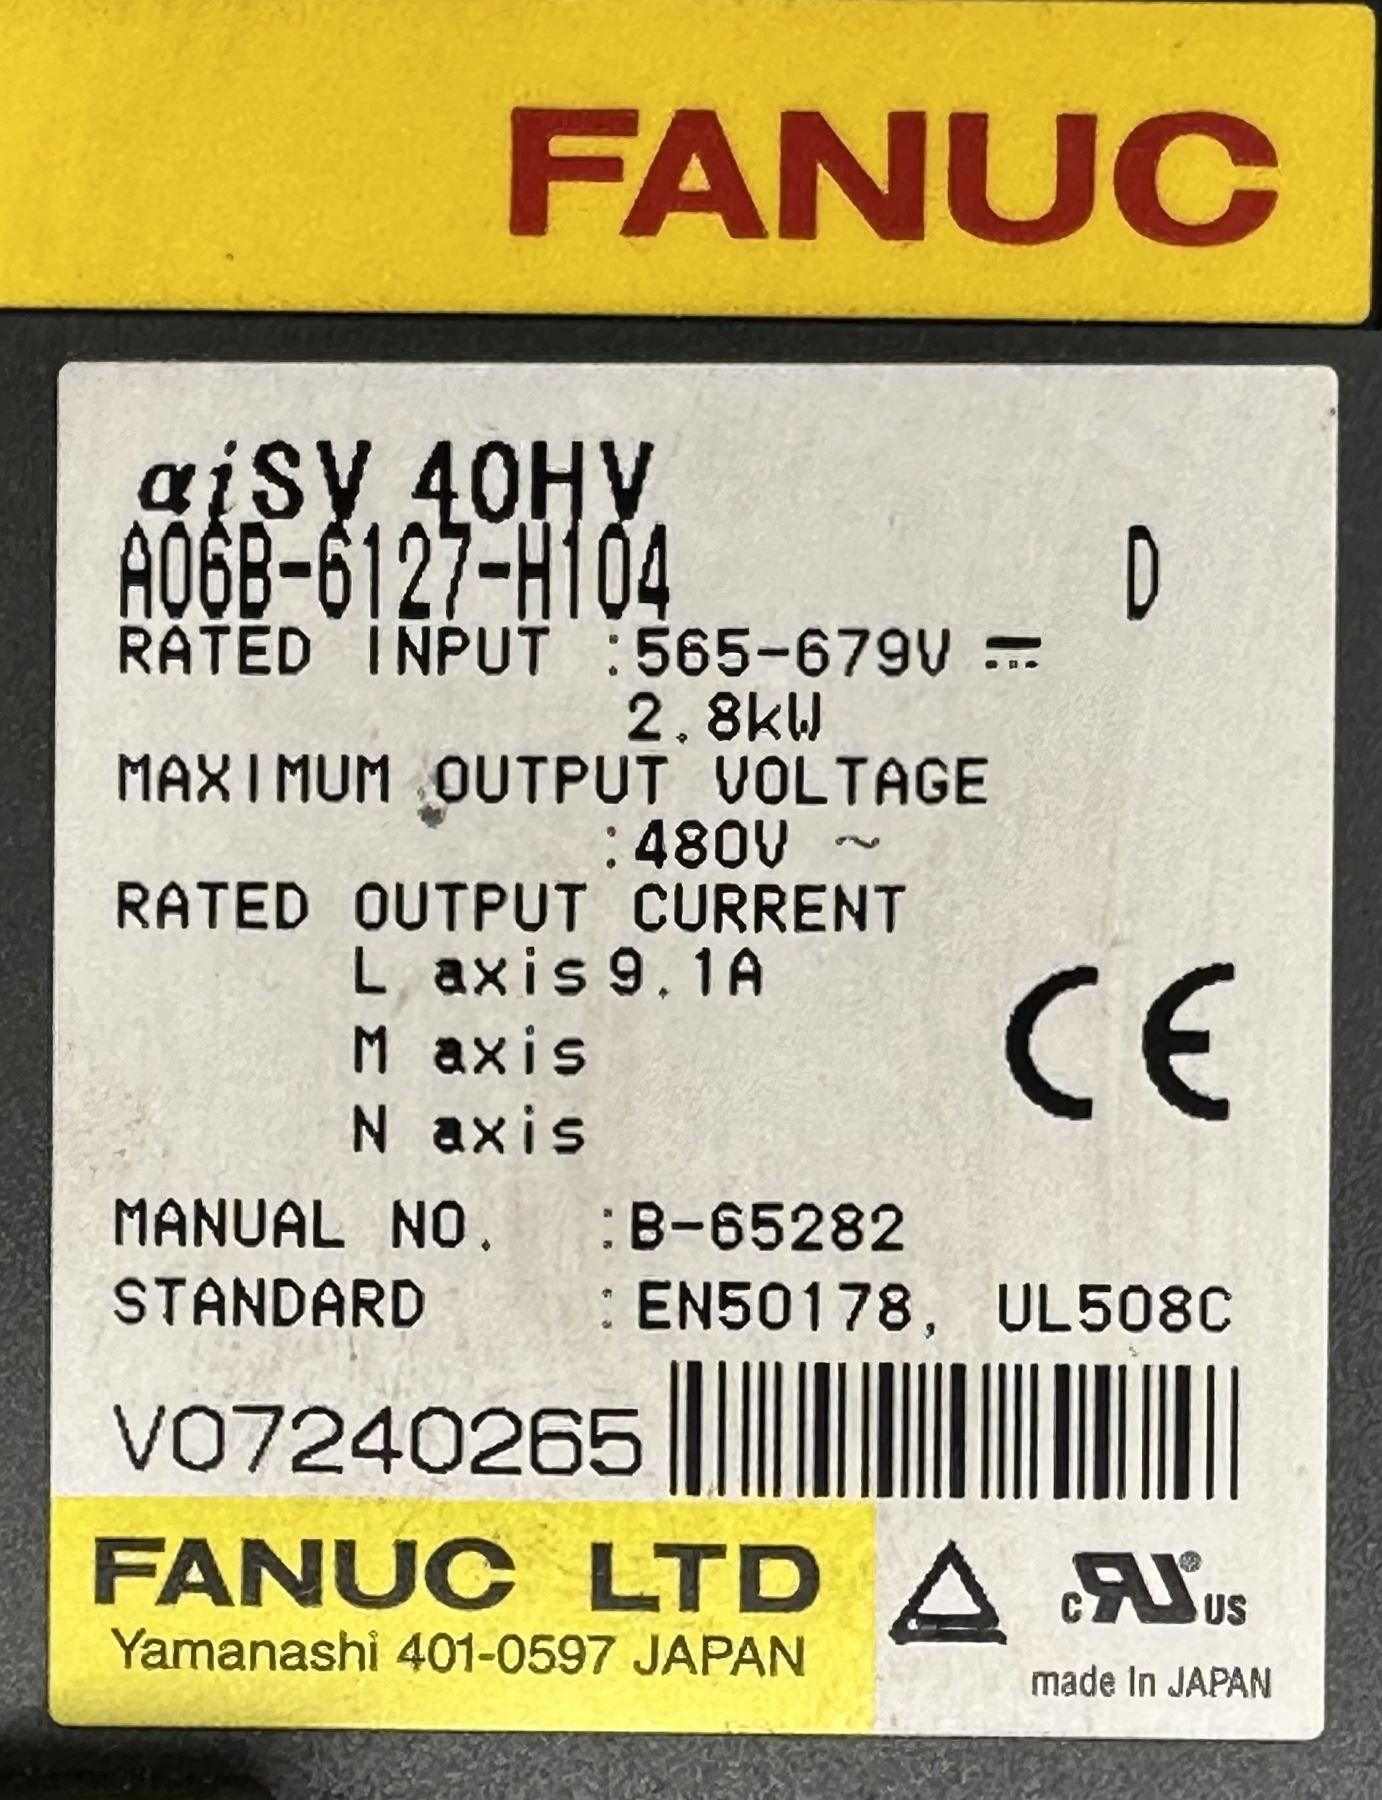 FANUC
αiSV 40HV
A06B-6127-H104 D
RATED INPUT :565-679V ⎓
2.8kW
MAXIMUM OUTPUT VOLTAGE
:480V ~
RATED OUTPUT CURRENT
L axis 9.1A
M axis
N axis
CE
MANUAL NO. :B-65282
STANDARD :EN50178, UL508C
V07240265
FANUC LTD
Yamanashi 401-0597 JAPAN
c RU ® US
made in JAPAN